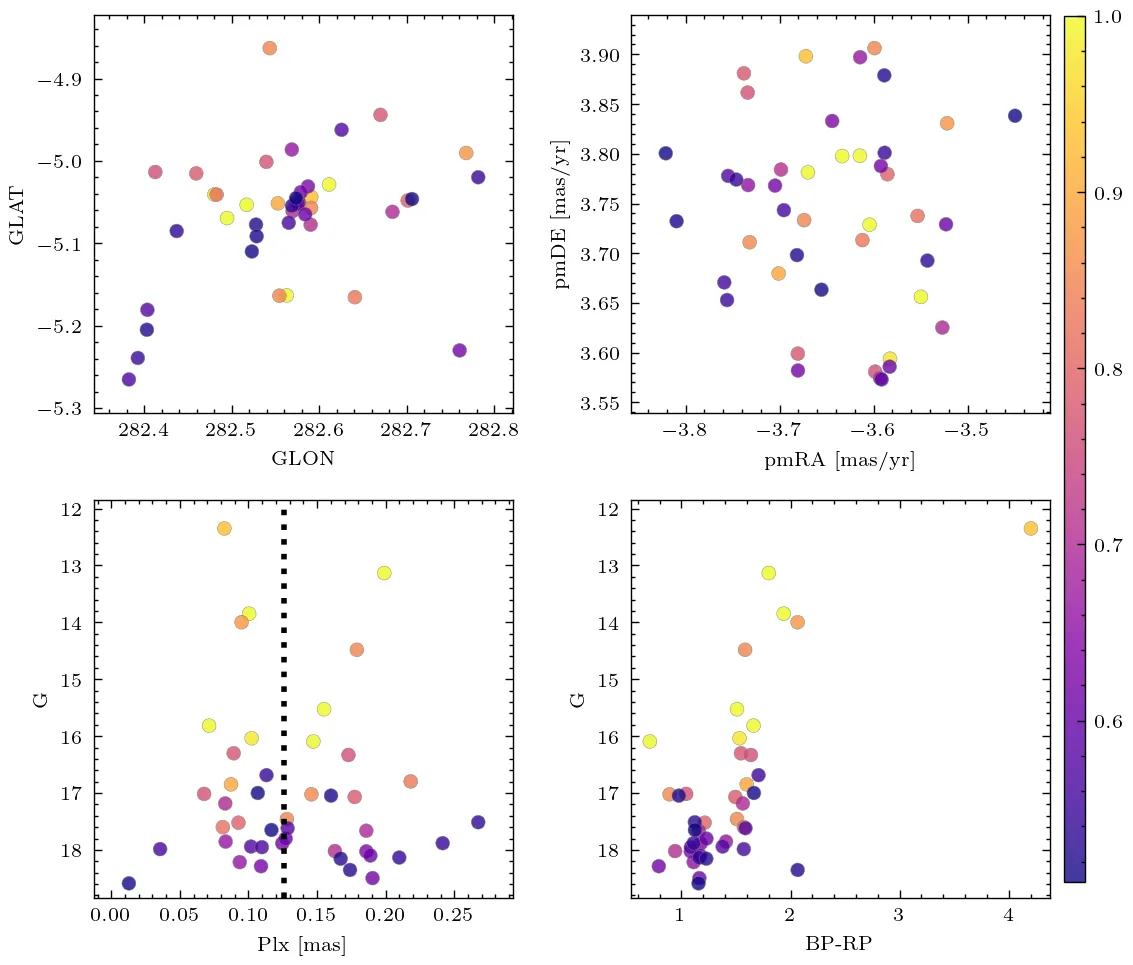 −4.9
−5.0
−5.1
−5.2
−5.3
GLAT
282.4 282.5 282.6 282.7 282.8
GLON
3.90
3.85
3.80
3.75
3.70
3.65
3.60
3.55
pmDE [mas/yr]
−3.8 −3.7 −3.6 −3.5
pmRA [mas/yr]
1.0
0.9
0.8
0.7
0.6
12
13
14
15
16
17
18
G
0.00 0.05 0.10 0.15 0.20 0.25
Plx [mas]
12
13
14
15
16
17
18
G
1 2 3 4
BP-RP